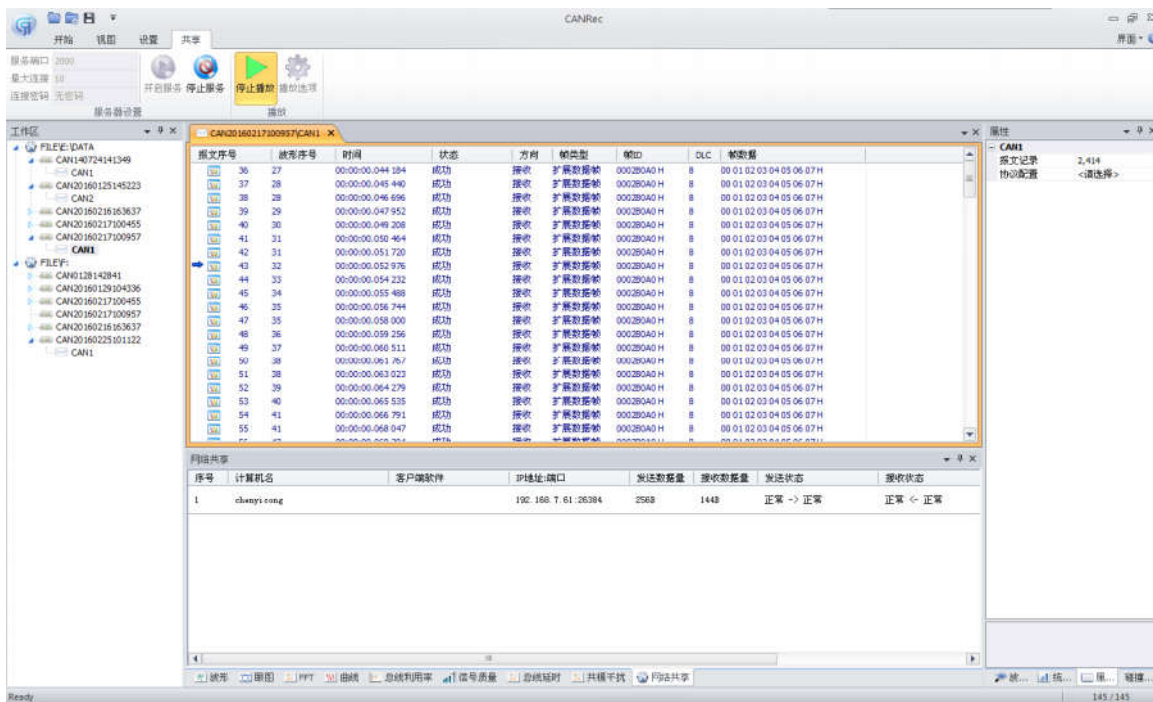 CANRec
开始 视图 设置 共享 界面
服务端口 2000
最大连接 10
连接密码 无密码
开启服务 停止服务 停止播放 播放选项
服务器设置 播放
工作区
FILE\E:\DATA
CAN140724141349
CAN1
CAN20160125145223
CAN2
CAN20160216163637
CAN20160217100455
CAN20160217100957
CAN1
FILE\F:
CAN0128142841
CAN20160129104336
CAN20160217100455
CAN20160217100957
CAN20160216163637
CAN20160225101122
CAN1
CAN20160217100957\CAN1
报文序号 波形序号 时间 状态 方向 帧类型 帧ID DLC 帧数据
36 27 00:00:00.044 184 成功 接收 扩展数据帧 0002B0A0 H 8 00 01 02 03 04 05 06 07 H
37 28 00:00:00.045 440 成功 接收 扩展数据帧 0002B0A0 H 8 00 01 02 03 04 05 06 07 H
38 28 00:00:00.046 696 成功 接收 扩展数据帧 0002B0A0 H 8 00 01 02 03 04 05 06 07 H
39 29 00:00:00.047 952 成功 接收 扩展数据帧 0002B0A0 H 8 00 01 02 03 04 05 06 07 H
40 30 00:00:00.049 208 成功 接收 扩展数据帧 0002B0A0 H 8 00 01 02 03 04 05 06 07 H
41 31 00:00:00.050 464 成功 接收 扩展数据帧 0002B0A0 H 8 00 01 02 03 04 05 06 07 H
42 31 00:00:00.051 720 成功 接收 扩展数据帧 0002B0A0 H 8 00 01 02 03 04 05 06 07 H
43 32 00:00:00.052 976 成功 接收 扩展数据帧 0002B0A0 H 8 00 01 02 03 04 05 06 07 H
44 33 00:00:00.054 232 成功 接收 扩展数据帧 0002B0A0 H 8 00 01 02 03 04 05 06 07 H
45 34 00:00:00.055 488 成功 接收 扩展数据帧 0002B0A0 H 8 00 01 02 03 04 05 06 07 H
46 35 00:00:00.056 744 成功 接收 扩展数据帧 0002B0A0 H 8 00 01 02 03 04 05 06 07 H
47 35 00:00:00.058 000 成功 接收 扩展数据帧 0002B0A0 H 8 00 01 02 03 04 05 06 07 H
48 36 00:00:00.059 256 成功 接收 扩展数据帧 0002B0A0 H 8 00 01 02 03 04 05 06 07 H
49 37 00:00:00.060 511 成功 接收 扩展数据帧 0002B0A0 H 8 00 01 02 03 04 05 06 07 H
50 38 00:00:00.061 767 成功 接收 扩展数据帧 0002B0A0 H 8 00 01 02 03 04 05 06 07 H
51 38 00:00:00.063 023 成功 接收 扩展数据帧 0002B0A0 H 8 00 01 02 03 04 05 06 07 H
52 39 00:00:00.064 279 成功 接收 扩展数据帧 0002B0A0 H 8 00 01 02 03 04 05 06 07 H
53 40 00:00:00.065 535 成功 接收 扩展数据帧 0002B0A0 H 8 00 01 02 03 04 05 06 07 H
54 41 00:00:00.066 791 成功 接收 扩展数据帧 0002B0A0 H 8 00 01 02 03 04 05 06 07 H
55 41 00:00:00.068 047 成功 接收 扩展数据帧 0002B0A0 H 8 00 01 02 03 04 05 06 07 H
网络共享
序号 计算机名 客户端软件 IP地址:端口 发送数据量 接收数据量 发送状态 接收状态
1 chenyicong 192.168.7.61:26384 256B 144B 正常 -> 正常 正常 <- 正常
波形 眼图 FFT 曲线 总线利用率 信号质量 总线延时 共模干扰 网络共享
属性
CAN1
报文记录 2,414
协议配置 <请选择>
波... 统... 属... 碰撞...
Ready 145/145